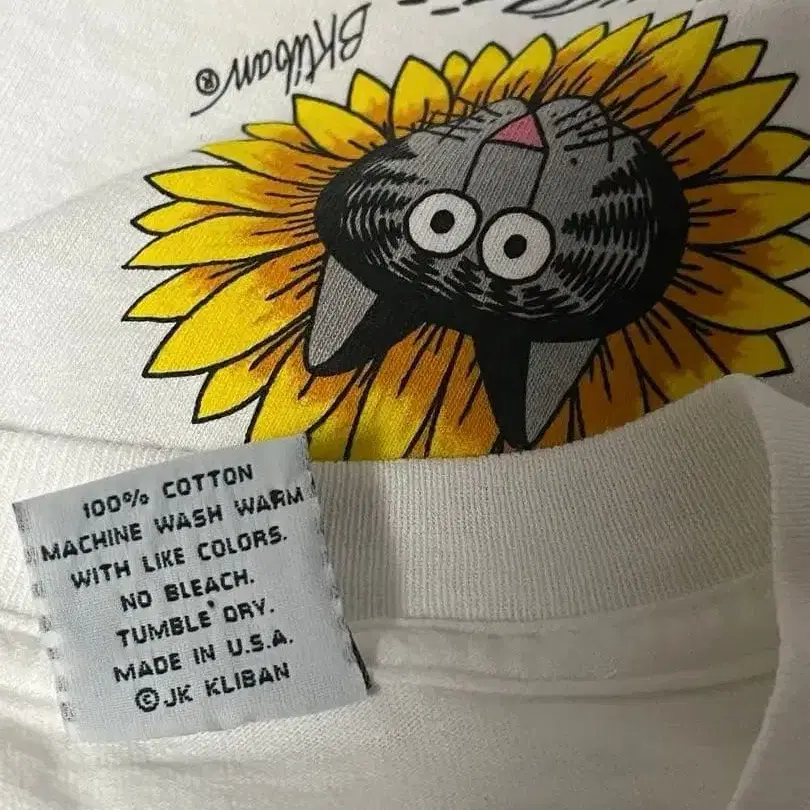 BKliban®
100% COTTON
MACHINE WASH WARM
WITH LIKE COLORS.
NO BLEACH.
TUMBLE DRY.
MADE IN U.S.A.
©JK KLIBAN